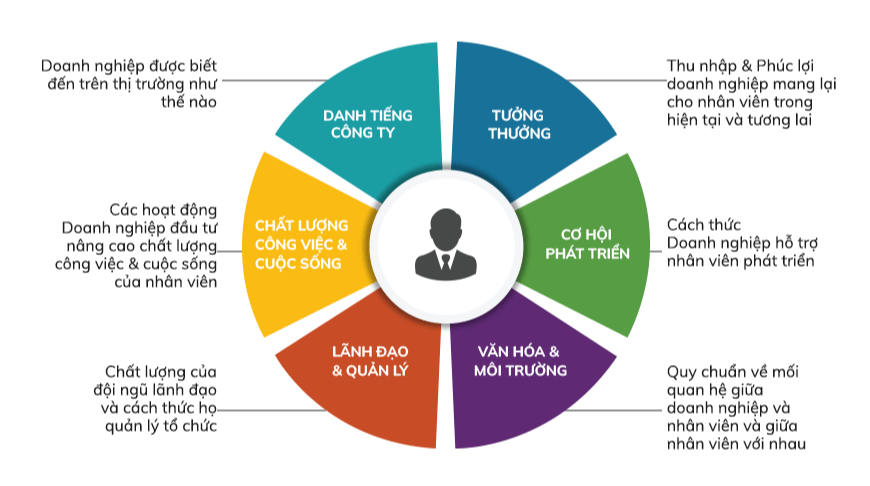 Doanh nghiệp được biết
đến trên thị trường như
thế nào
DANH TIẾNG
CÔNG TY
TƯỞNG
THƯỞNG
Thu nhập & Phúc lợi
doanh nghiệp mang lại
cho nhân viên trong
hiện tại và tương lai
Các hoạt động
Doanh nghiệp đầu tư
nâng cao chất lượng
công việc & cuộc sống
của nhân viên
CHẤT LƯỢNG
CÔNG VIỆC &
CUỘC SỐNG
CƠ HỘI
PHÁT TRIỂN
Cách thức
Doanh nghiệp hỗ trợ
nhân viên phát triển
Chất lượng của
đội ngũ lãnh đạo
và cách thức họ
quản lý tổ chức
LÃNH ĐẠO
& QUẢN LÝ
VĂN HÓA &
MÔI TRƯỜNG
Quy chuẩn về mối
quan hệ giữa
doanh nghiệp và
nhân viên và giữa
nhân viên với nhau